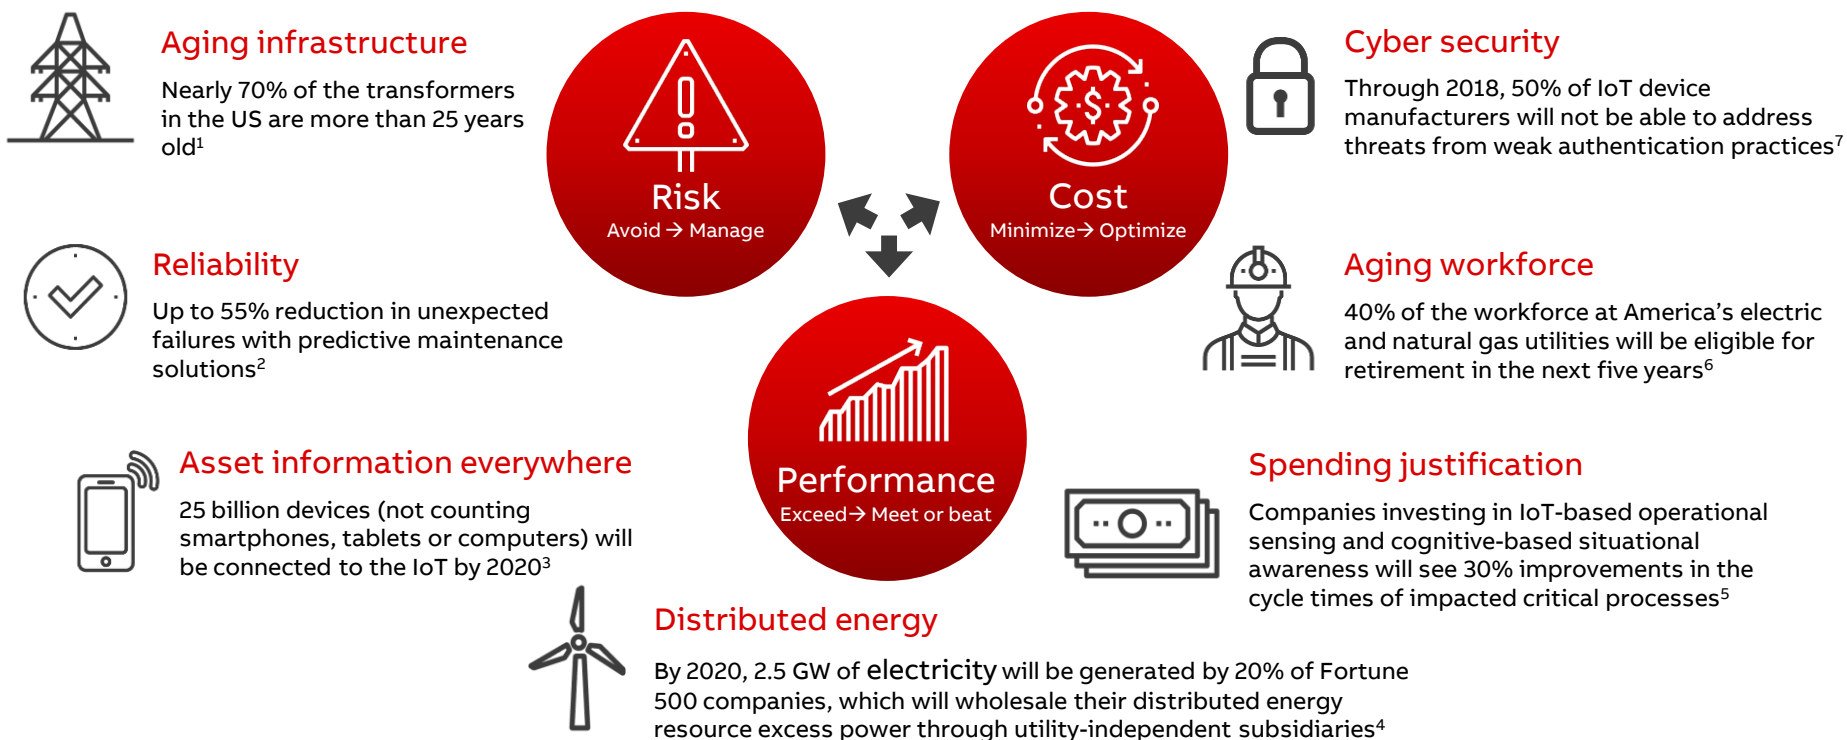 Aging infrastructure
Nearly 70% of the transformers
in the US are more than 25 years
old¹
Reliability
Up to 55% reduction in unexpected
failures with predictive maintenance
solutions²
Asset information everywhere
25 billion devices (not counting
smartphones, tablets or computers) will
be connected to the IoT by 2020³
Risk
Avoid → Manage
$
Cost
Minimize→ Optimize
Performance
Exceed→ Meet or beat
Distributed energy
By 2020, 2.5 GW of electricity will be generated by 20% of Fortune
500 companies, which will wholesale their distributed energy
resource excess power through utility-independent subsidiaries⁴
Cyber security
Through 2018, 50% of IoT device
manufacturers will not be able to address
threats from weak authentication practices⁷
Aging workforce
40% of the workforce at America’s electric
and natural gas utilities will be eligible for
retirement in the next five years⁶
Spending justification
Companies investing in IoT-based operational
sensing and cognitive-based situational
awareness will see 30% improvements in the
cycle times of impacted critical processes⁵